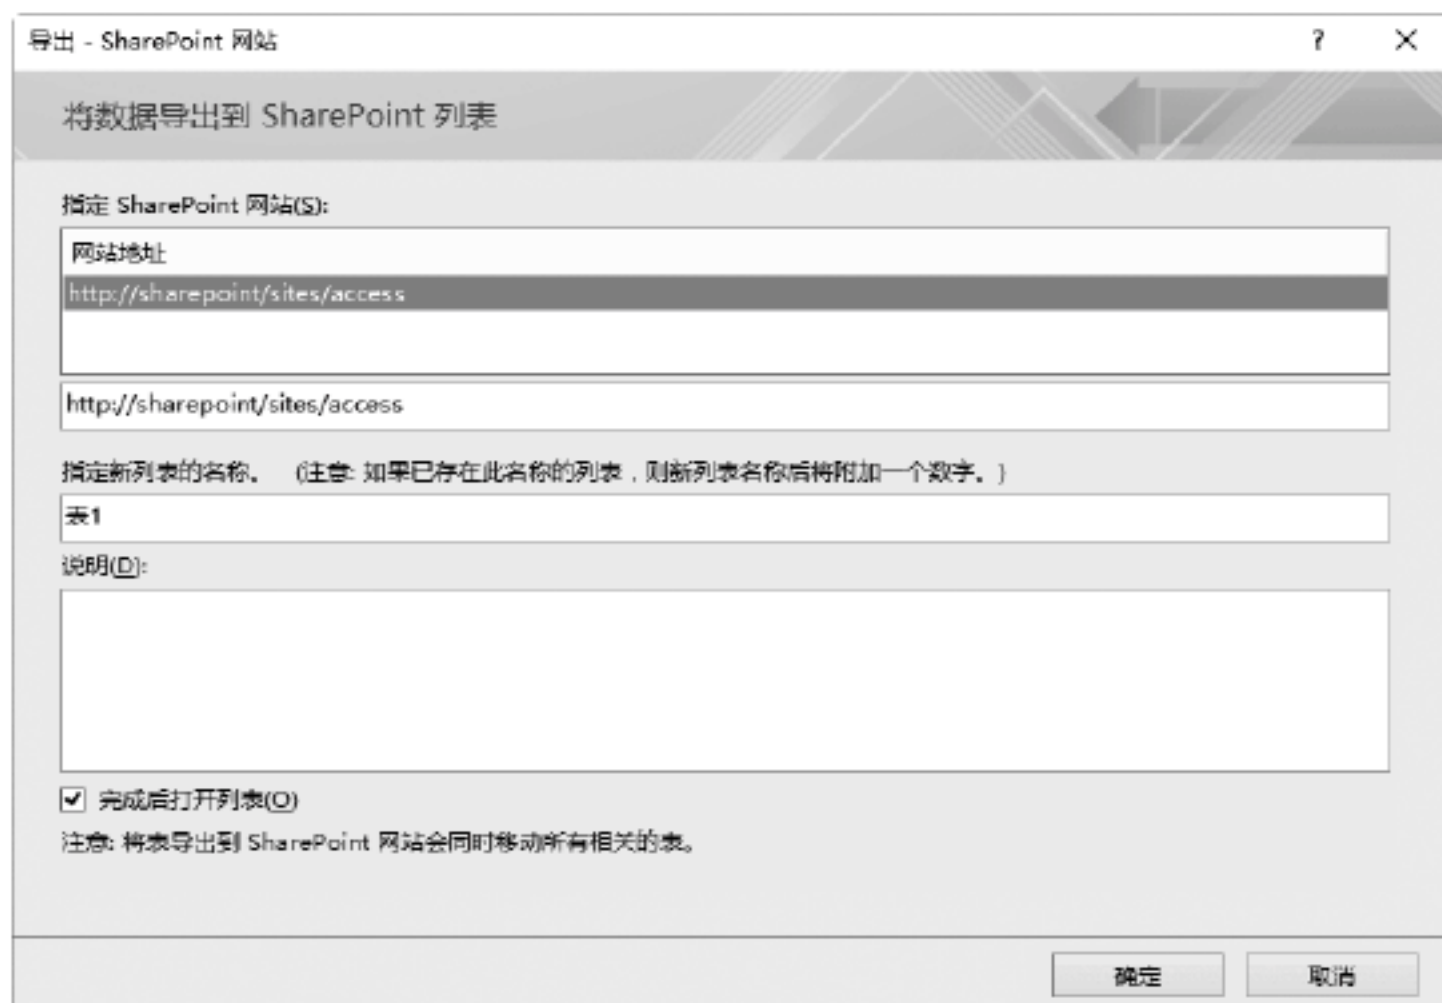 导出 - SharePoint 网站
? ×
将数据导出到 SharePoint 列表
指定 SharePoint 网站(S):
网站地址
http://sharepoint/sites/access
http://sharepoint/sites/access
指定新列表的名称。 (注意: 如果已存在此名称的列表，则新列表名称后将附加一个数字。)
表1
说明(D):
完成后打开列表(O)
注意: 将表导出到 SharePoint 网站会同时移动所有相关的表。
确定 取消